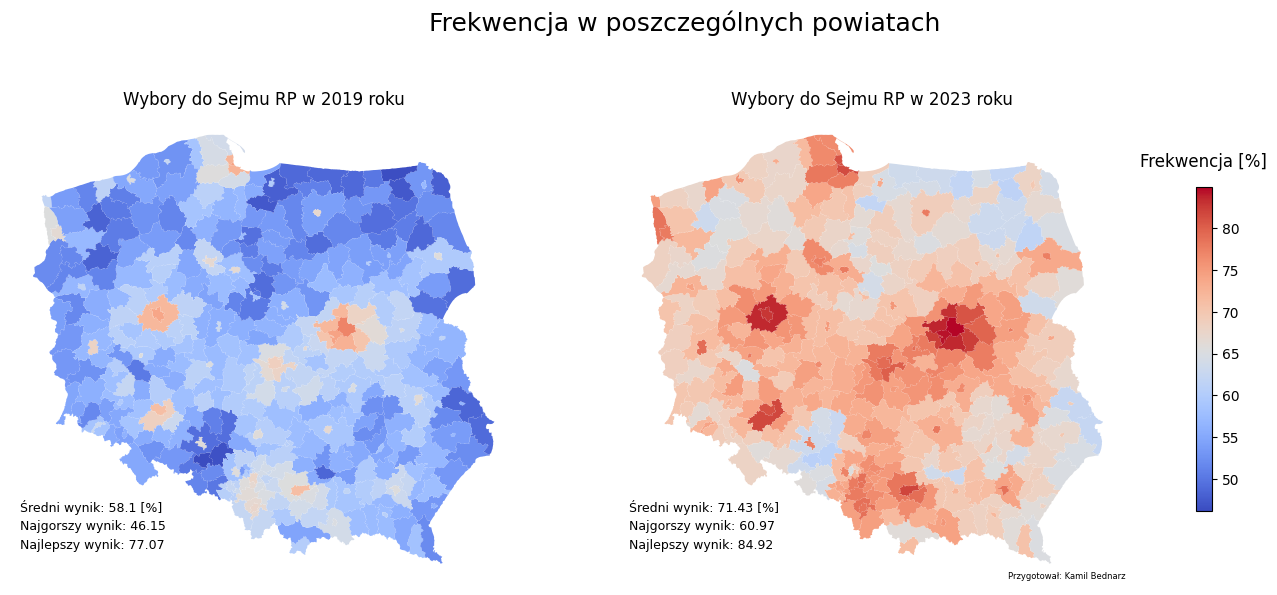 Frekwencja w poszczególnych powiatach
Wybory do Sejmu RP w 2019 roku
Wybory do Sejmu RP w 2023 roku
Frekwencja [%]
80
75
70
65
60
55
50
Średni wynik: 58.1 [%]
Najgorszy wynik: 46.15
Najlepszy wynik: 77.07
Średni wynik: 71.43 [%]
Najgorszy wynik: 60.97
Najlepszy wynik: 84.92
Przygotował: Kamil Bednarz